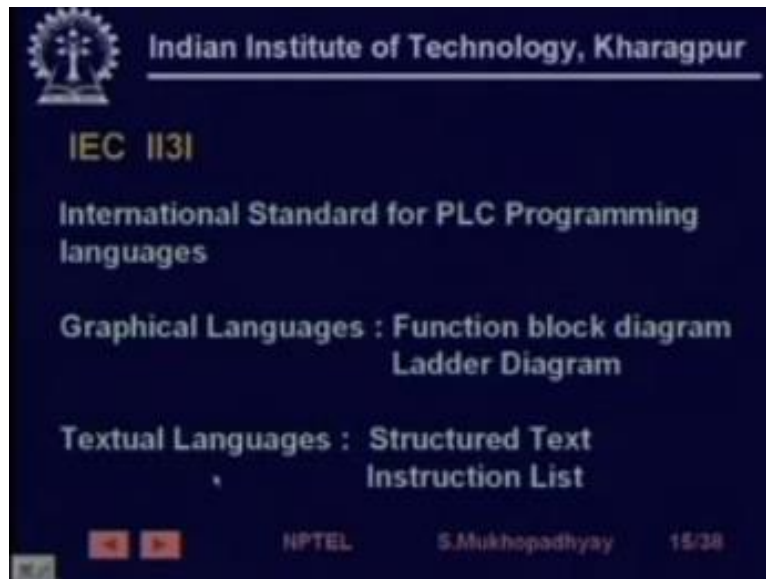 Indian Institute of Technology, Kharagpur
IEC II3I
International Standard for PLC Programming
languages
Graphical Languages : Function block diagram
Ladder Diagram
Textual Languages : Structured Text
Instruction List
NPTEL S.Mukhopadhyay 15/38